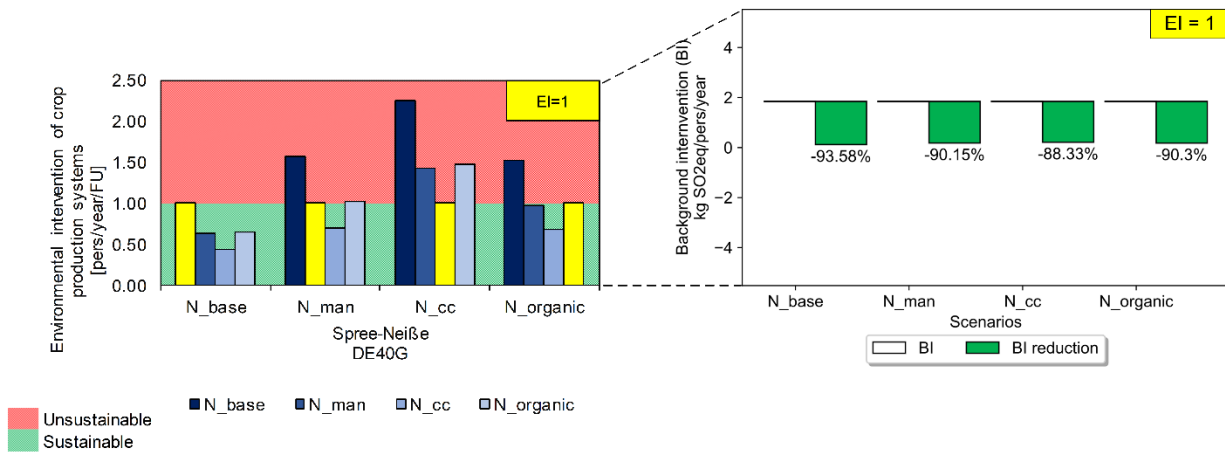 Environmental intervention of crop
production systems
[pers/year/FU]
2.50
2.00
1.50
1.00
0.50
0.00
EI=1
N_base
N_man
N_cc
N_organic
Spree-Neiße
DE40G
N_base
N_man
N_cc
N_organic
Unsustainable
Sustainable
Background internvention (BI)
kg SO2eq/pers/year
4
2
0
−2
−4
EI = 1
-93.58%
-90.15%
-88.33%
-90.3%
N_base
N_man
N_cc
N_organic
Scenarios
BI
BI reduction